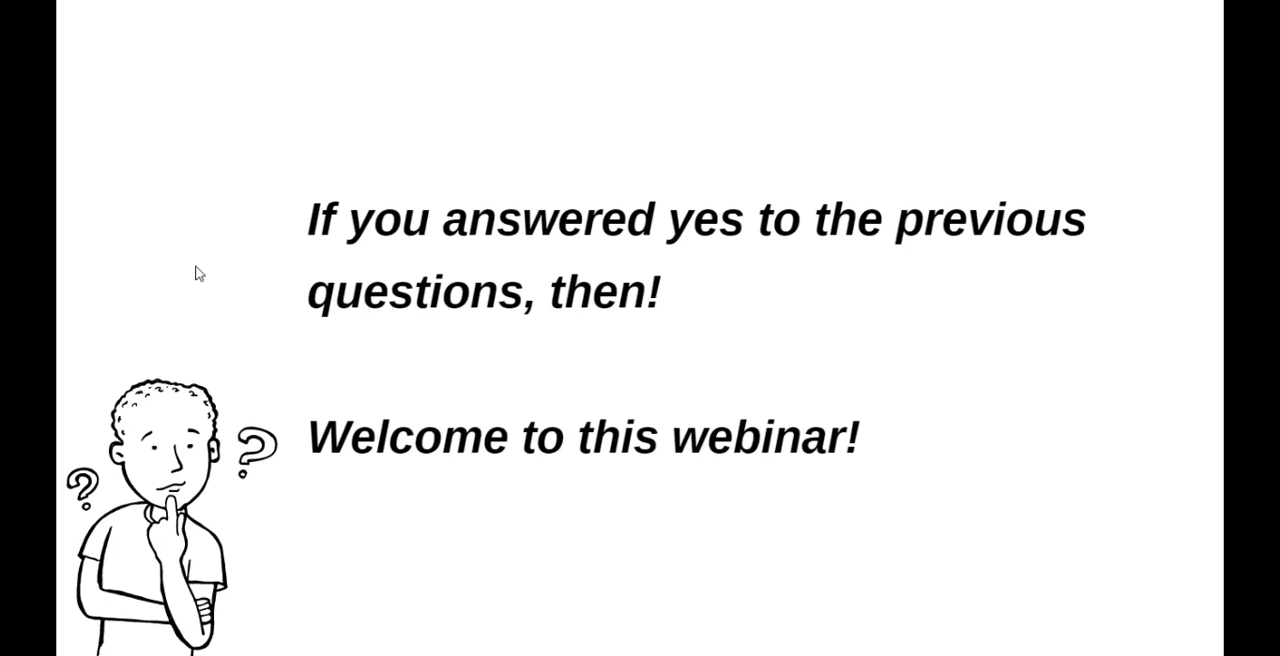 If you answered yes to the previous
questions, then!
Welcome to this webinar!